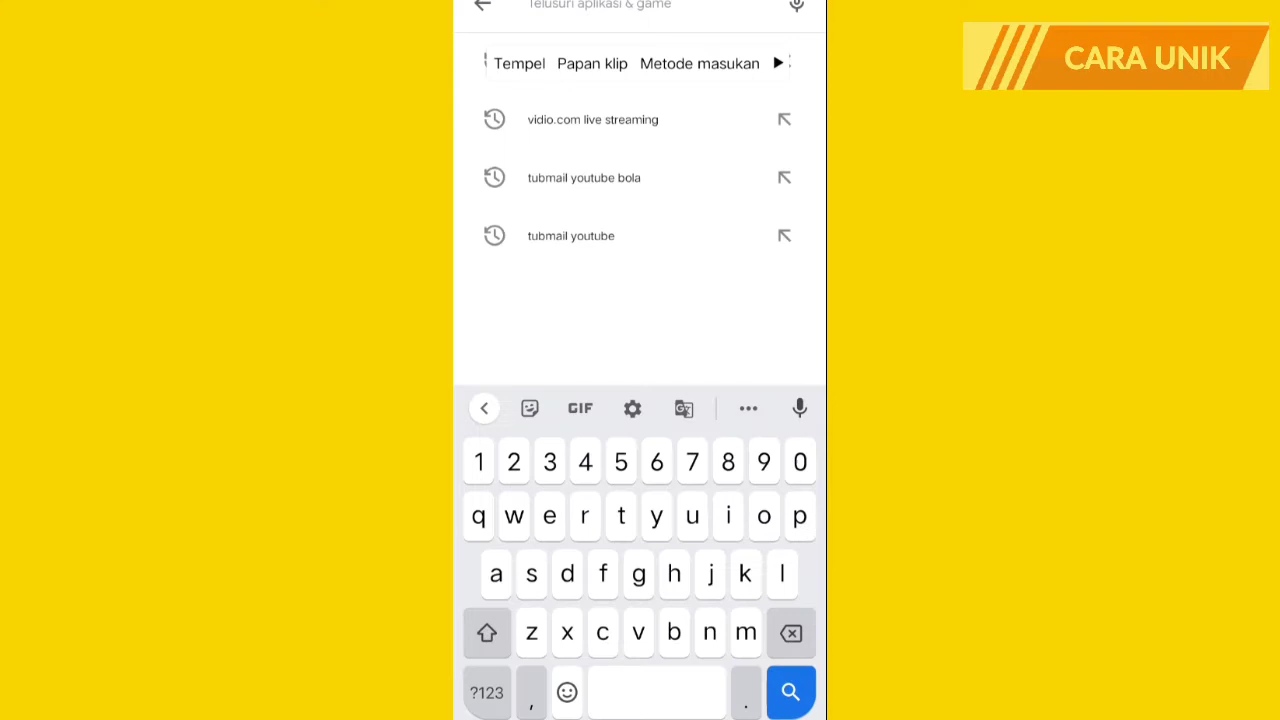 Telusuri aplikasi & game
CARA UNIK
Tempel Papan klip Metode masukan
vidio.com live streaming
tubmail youtube bola
tubmail youtube
GIF
1 2 3 4 5 6 7 8 9 0
q w e r t y u i o p
a s d f g h j k l
z x c v b n m
?123 , .